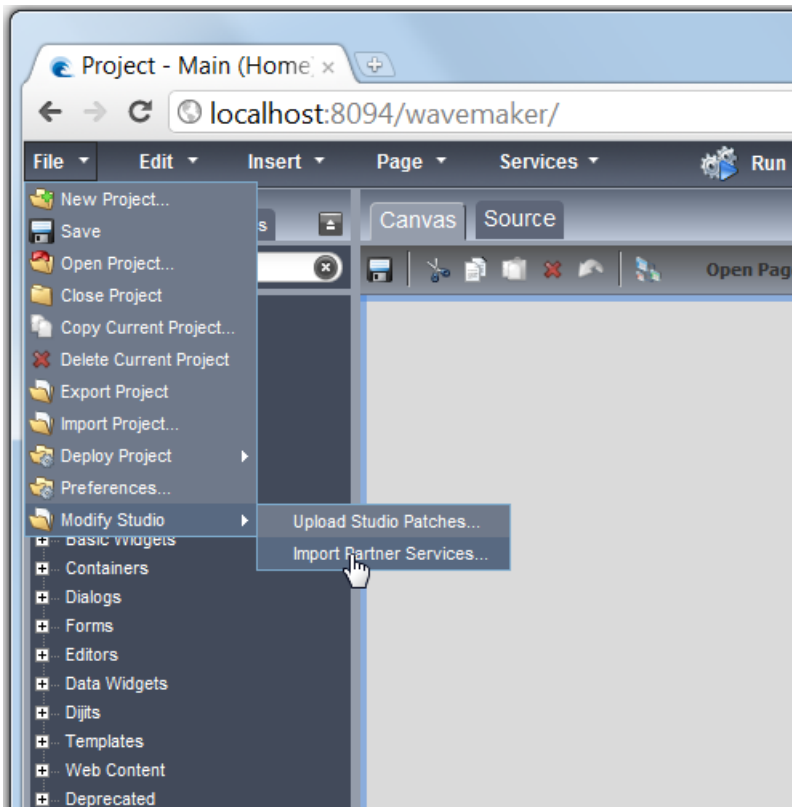 Project - Main (Home)
localhost:8094/wavemaker/
File Edit Insert Page Services Run
New Project...
Save
Open Project...
Close Project
Copy Current Project...
Delete Current Project
Export Project
Import Project...
Deploy Project
Preferences...
Modify Studio
Canvas Source
Open Pag
Upload Studio Patches...
Import Partner Services...
Basic Widgets
Containers
Dialogs
Forms
Editors
Data Widgets
Dijits
Templates
Web Content
Deprecated